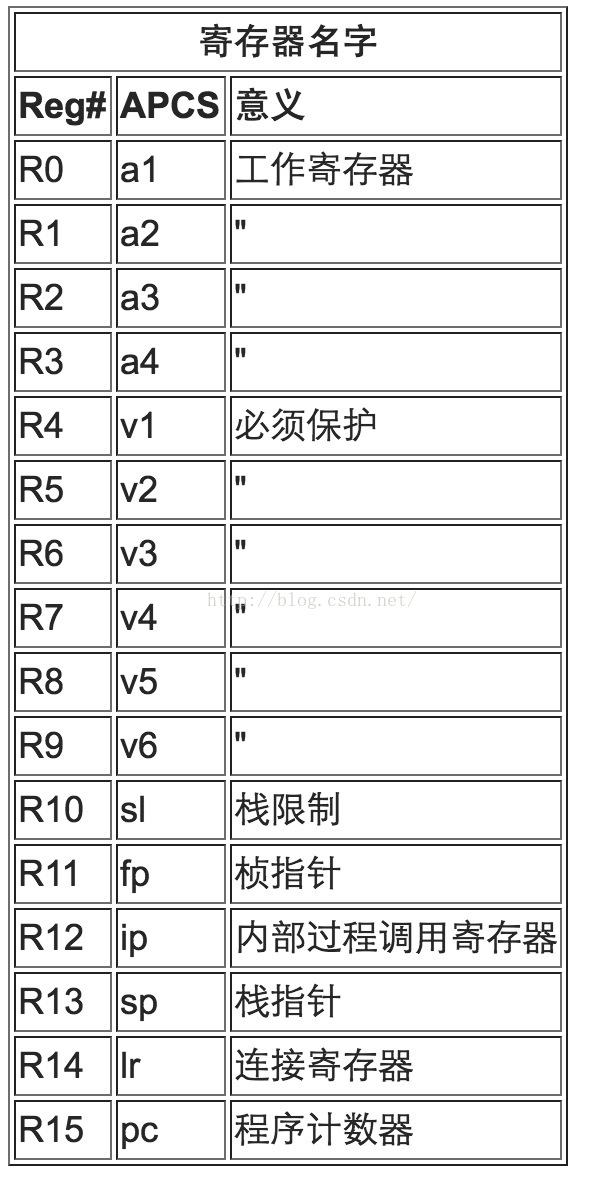 寄存器名字
Reg# APCS 意义
R0 a1 工作寄存器
R1 a2 "
R2 a3 "
R3 a4 "
R4 v1 必须保护
R5 v2 "
R6 v3 "
http://blog.csdn.net/
R7 v4 "
R8 v5 "
R9 v6 "
R10 sl 栈限制
R11 fp 桢指针
R12 ip 内部过程调用寄存器
R13 sp 栈指针
R14 lr 连接寄存器
R15 pc 程序计数器